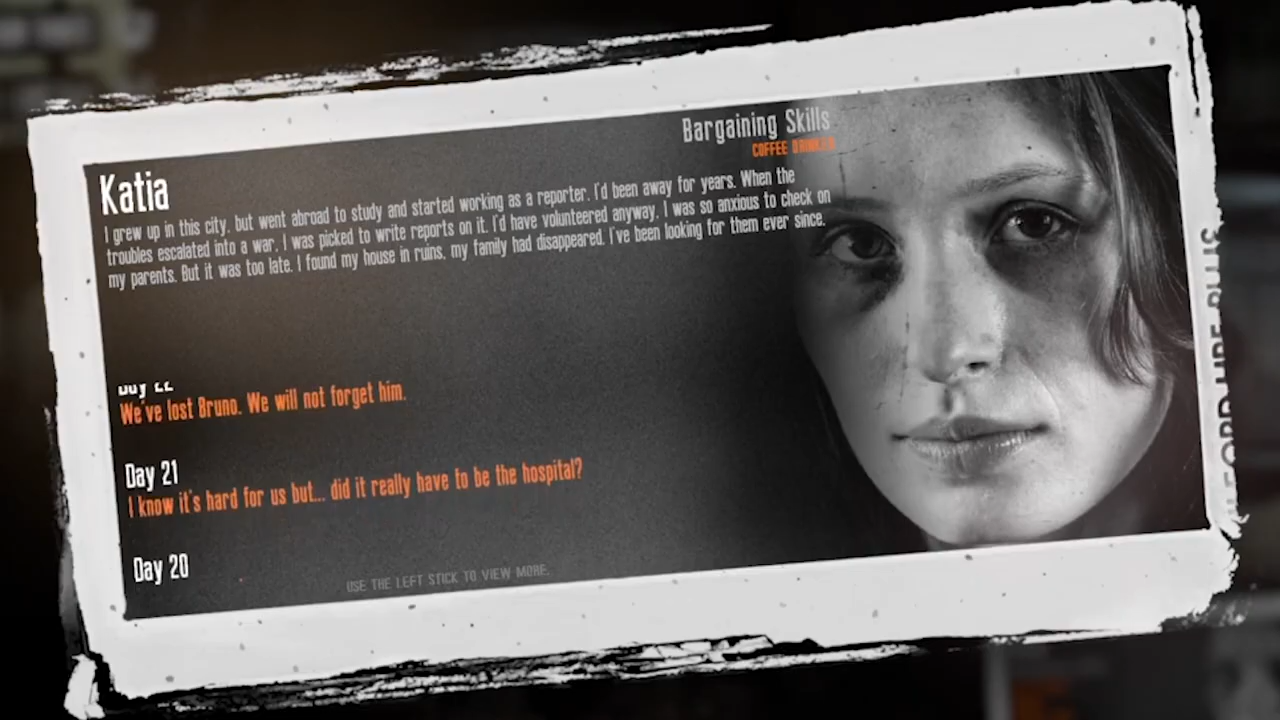 Bargaining Skills
COFFEE DRINKER
Katia
I grew up in this city, but went abroad to study and started working as a reporter. I'd been away for years. When the
troubles escalated into a war, I was picked to write reports on it. I'd have volunteered anyway, I was so anxious to check on
my parents. But it was too late. I found my house in ruins, my family had disappeared. I've been looking for them ever since.
Day 22
We've lost Bruno. We will not forget him.
Day 21
I know it's hard for us but... did it really have to be the hospital?
Day 20
USE THE LEFT STICK TO VIEW MORE.